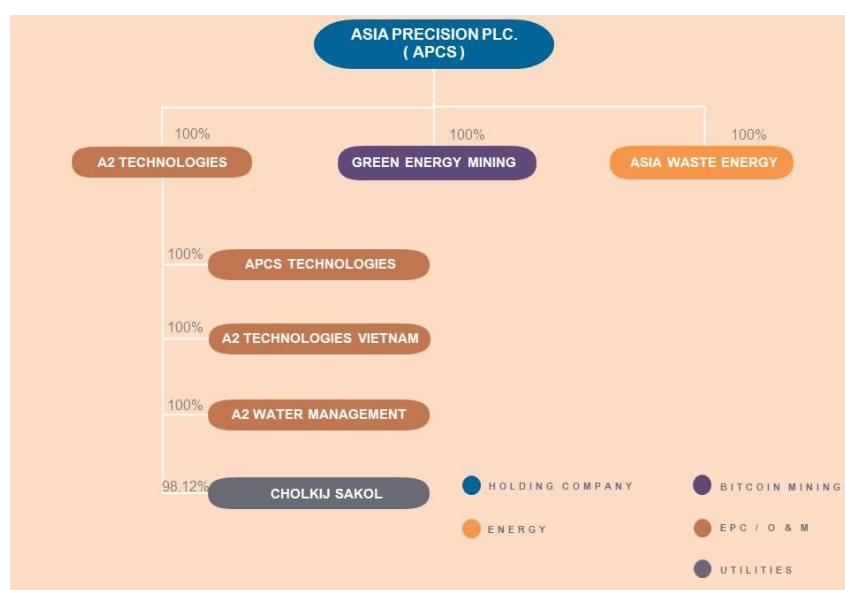 ASIA PRECISION PLC.
( APCS )
100%
100%
100%
A2 TECHNOLOGIES
GREEN ENERGY MINING
ASIA WASTE ENERGY
100%
APCS TECHNOLOGIES
100%
A2 TECHNOLOGIES VIETNAM
100%
A2 WATER MANAGEMENT
98.12%
CHOLKIJ SAKOL
HOLDING COMPANY
BITCOIN MINING
ENERGY
EPC / O & M
UTILITIES